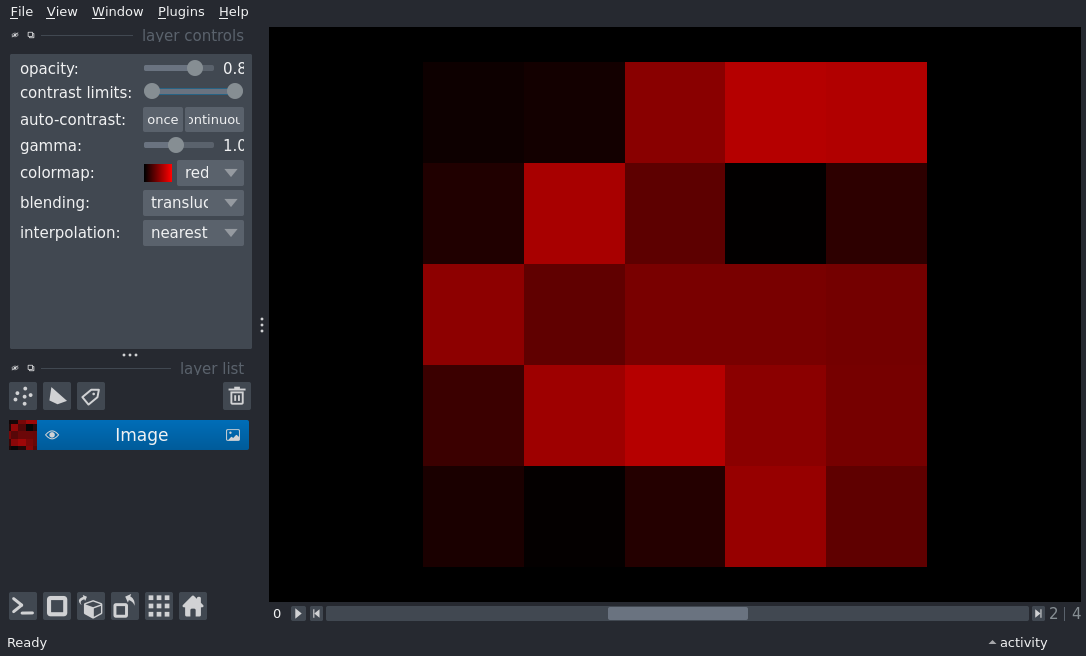 File View Window Plugins Help
layer controls
opacity: 0.8
contrast limits:
auto-contrast: once ontinuou
gamma: 1.0
colormap: red
blending: transluc
interpolation: nearest
layer list
Image
0 2 | 4
Ready activity